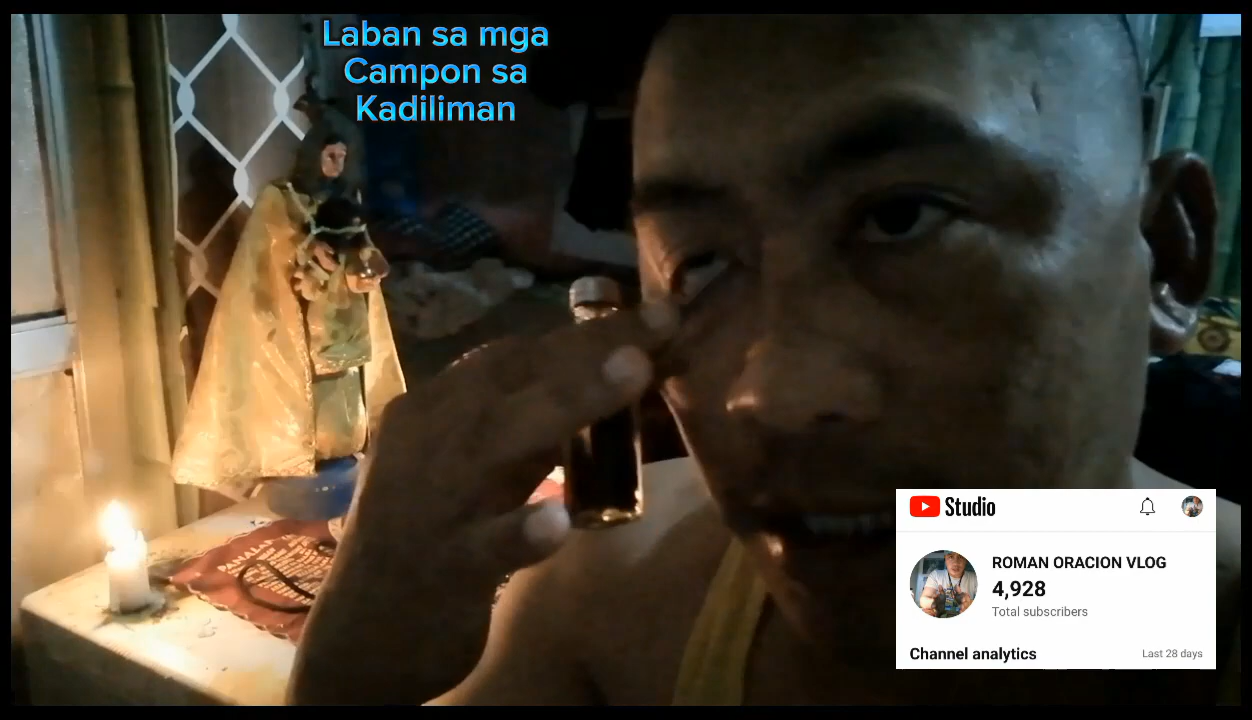 Laban sa mga
Campon sa
Kadiliman
PANALA
Studio
ROMAN ORACION VLOG
4,928
Total subscribers
Channel analytics
Last 28 days